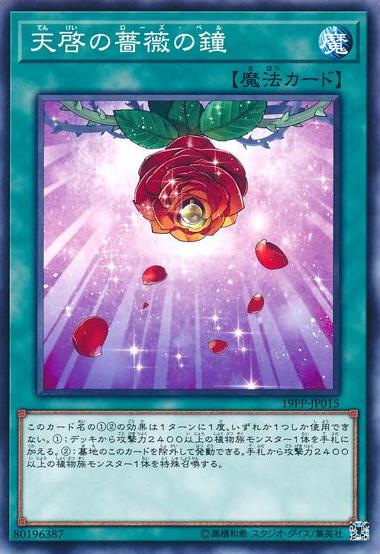 天啓の薔薇の鐘
てんけい ローズ・ベル
魔
【魔法カード】
19PP-JP015
このカード名の①②の効果は1ターンに1度、いずれか1つしか使用でき
ない。①:デッキから攻撃力2400以上の植物族モンスター1体を手札に
加える。②:墓地のこのカードを除外して発動できる。手札から攻撃力2400
以上の植物族モンスター1体を特殊召喚する。
80196387
©高橋和希 スタジオ・ダイス/集英社